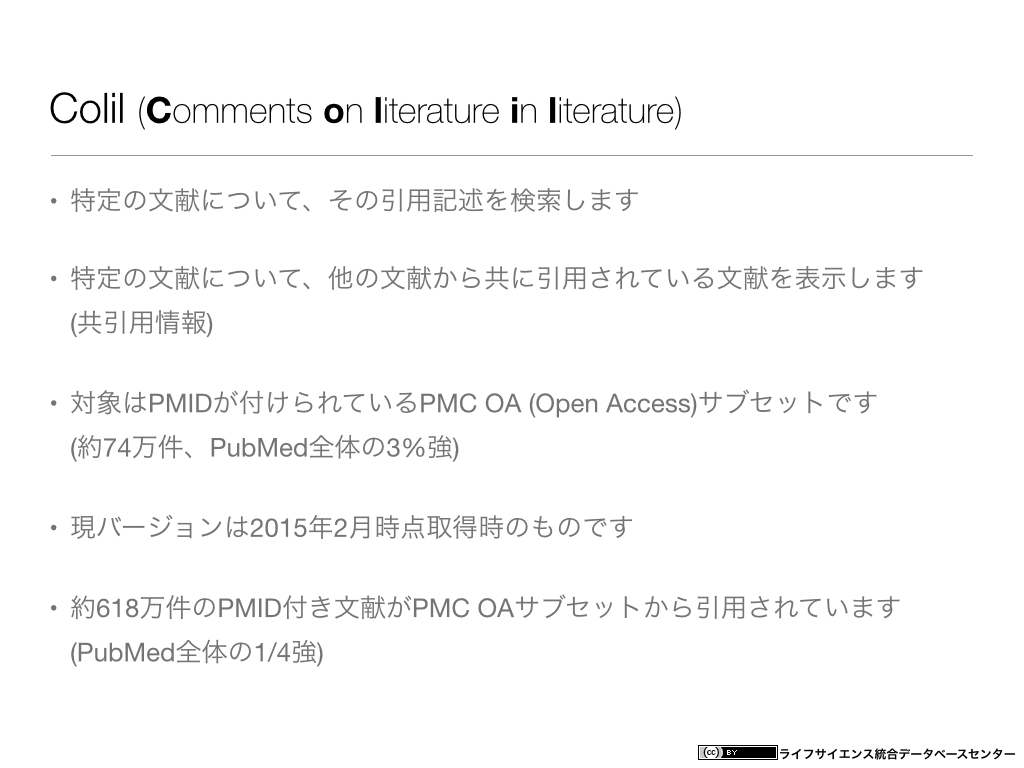 Colil (Comments on literature in literature)
• 特定の文献について、その引用記述を検索します
• 特定の文献について、他の文献から共に引用されている文献を表示します
(共引用情報)
• 対象はPMIDが付けられているPMC OA (Open Access)サブセットです
(約74万件、PubMed全体の3%強)
• 現バージョンは2015年2月時点取得時のものです
• 約618万件のPMID付き文献がPMC OAサブセットから引用されています
(PubMed全体の1/4強)
(cc) BY ライフサイエンス統合データベースセンター